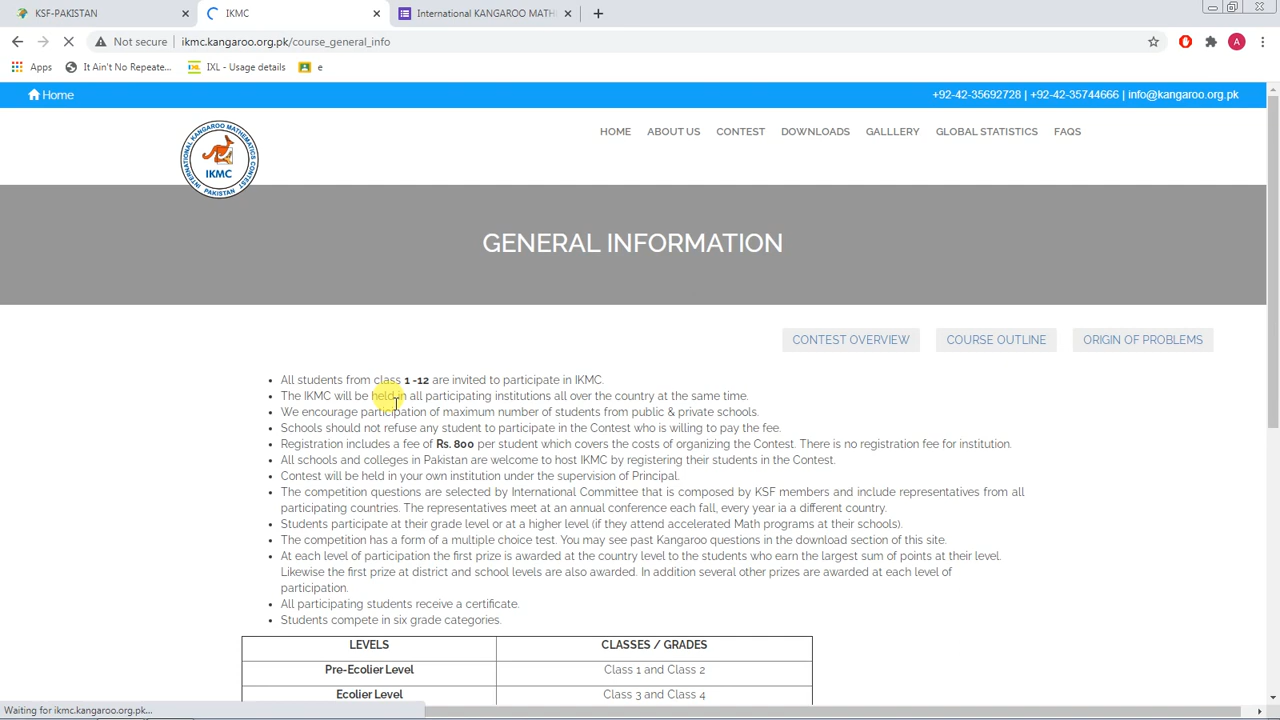 KSF-PAKISTAN
IKMC
International KANGAROO MATH
Not secure
ikmc.kangaroo.org.pk/course_general_info
A
Apps
It Ain't No Repeate...
IXL - Usage details
e
Home
+92-42-35692728 | +92-42-35744666 | info@kangaroo.org.pk
INTERNATIONAL KANGAROO MATHEMATICS CONTEST
IKMC
PAKISTAN
HOME
ABOUT US
CONTEST
DOWNLOADS
GALLLERY
GLOBAL STATISTICS
FAQS
GENERAL INFORMATION
CONTEST OVERVIEW
COURSE OUTLINE
ORIGIN OF PROBLEMS
• All students from class 1 -12 are invited to participate in IKMC.
• The IKMC will be held in all participating institutions all over the country at the same time.
• We encourage participation of maximum number of students from public & private schools.
• Schools should not refuse any student to participate in the Contest who is willing to pay the fee.
• Registration includes a fee of Rs. 800 per student which covers the costs of organizing the Contest. There is no registration fee for institution.
• All schools and colleges in Pakistan are welcome to host IKMC by registering their students in the Contest.
• Contest will be held in your own institution under the supervision of Principal.
• The competition questions are selected by International Committee that is composed by KSF members and include representatives from all
participating countries. The representatives meet at an annual conference each fall, every year ia a different country.
• Students participate at their grade level or at a higher level (if they attend accelerated Math programs at their schools).
• The competition has a form of a multiple choice test. You may see past Kangaroo questions in the download section of this site.
• At each level of participation the first prize is awarded at the country level to the students who earn the largest sum of points at their level.
Likewise the first prize at district and school levels are also awarded. In addition several other prizes are awarded at each level of
participation.
• All participating students receive a certificate.
• Students compete in six grade categories.
LEVELS
CLASSES / GRADES
Pre-Ecolier Level
Class 1 and Class 2
Ecolier Level
Class 3 and Class 4
Waiting for ikmc.kangaroo.org.pk...